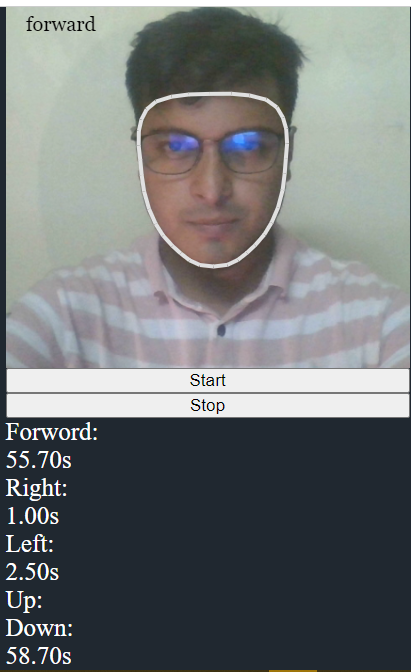 forward
Start
Stop
Forword:
55.70s
Right:
1.00s
Left:
2.50s
Up:
Down:
58.70s